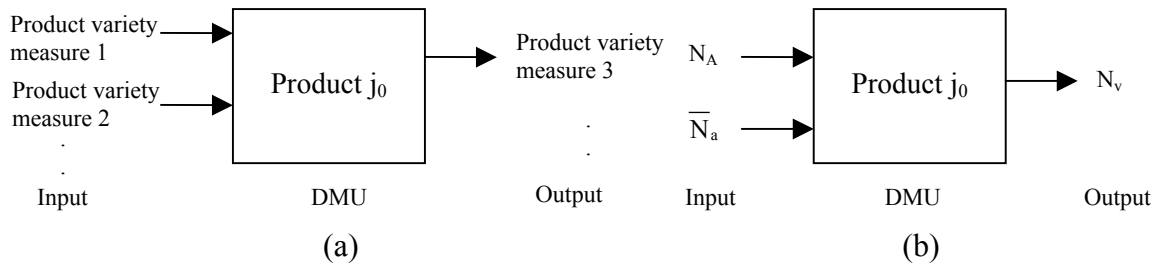 Product variety
measure 1
Product variety
measure 2
.
.
Input
Product j₀
DMU
Product variety
measure 3
.
.
Output
(a)
N_A
N̅_a
Input
Product j₀
DMU
N_v
Output
(b)